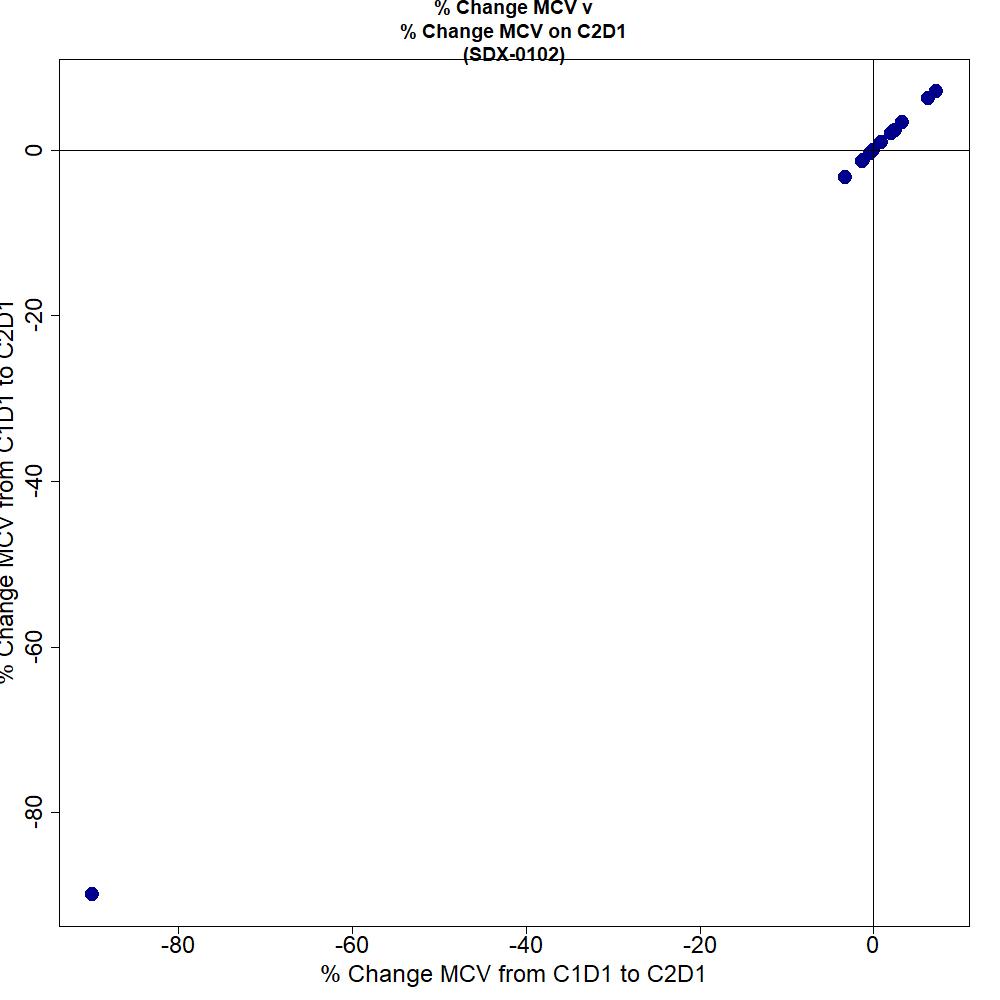 % Change MCV v
% Change MCV on C2D1
(SDX-0102)
% Change MCV from C1D1 to C2D1
0
-20
-40
-60
-80
-80
-60
-40
-20
0
% Change MCV from C1D1 to C2D1